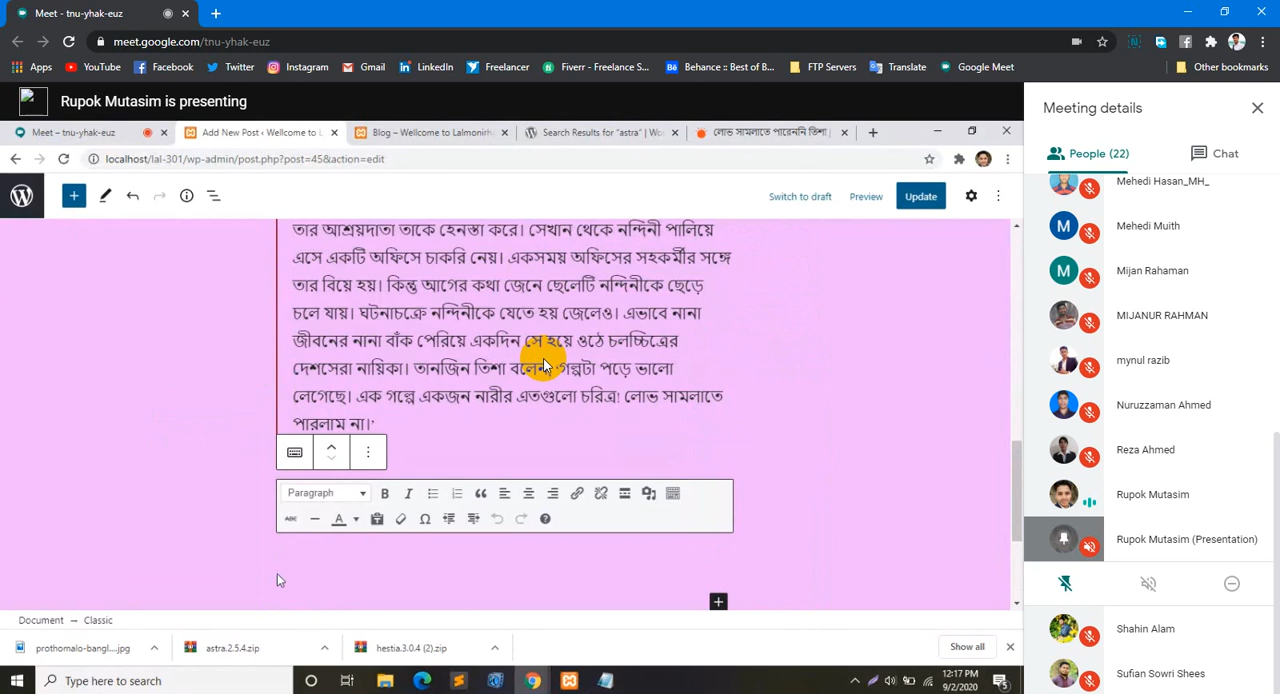 Meet - tnu-yhak-euz
meet.google.com/tnu-yhak-euz
Apps YouTube Facebook Twitter Instagram Gmail LinkedIn Freelancer Fiverr - Freelance S... Behance :: Best of B... FTP Servers Translate Google Meet Other bookmarks
Rupok Mutasim is presenting
Meet – tnu-yhak-euz Add New Post ‹ Wellcome to L Blog – Wellcome to Lalmonirh Search Results for "astra" | Wo লোভ সামলাতে পারেননি তিশা
localhost/lal-301/wp-admin/post.php?post=45&action=edit
Switch to draft Preview Update
তার আশ্রয়দাতা তাকে হেনস্তা করে। সেখান থেকে নন্দিনী পালিয়ে
এসে একটি অফিসে চাকরি নেয়। একসময় অফিসের সহকর্মীর সঙ্গে
তার বিয়ে হয়। কিন্তু আগের কথা জেনে ছেলেটি নন্দিনীকে ছেড়ে
চলে যায়। ঘটনাচক্রে নন্দিনীকে যেতে হয় জেলেও। এভাবে নানা
জীবনের নানা বাঁক পেরিয়ে একদিন সে হয়ে ওঠে চলচ্চিত্রের
দেশসেরা নায়িকা। তানজিন তিশা বলেন, ‘গল্পটা পড়ে ভালো
লেগেছে। এক গল্পে একজন নারীর এতগুলো চরিত্র! লোভ সামলাতে
পারলাম না।’
Paragraph B I
ABC A Ω
Document → Classic
prothomalo-bangl....jpg astra.2.5.4.zip hestia.3.0.4 (2).zip Show all
Type here to search
12:17 PM
9/2/2020
5
Meeting details
People (22) Chat
Mehedi Hasan_MH_
M Mehedi Muith
M Mijan Rahaman
MIJANUR RAHMAN
mynul razib
Nuruzzaman Ahmed
Reza Ahmed
Rupok Mutasim
Rupok Mutasim (Presentation)
Shahin Alam
Sufian Sowri Shees